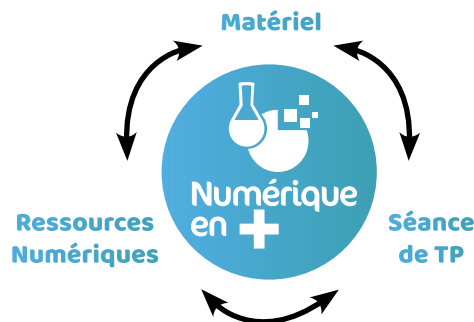 Matériel
Numérique
en +
Ressources
Numériques
Séance
de TP